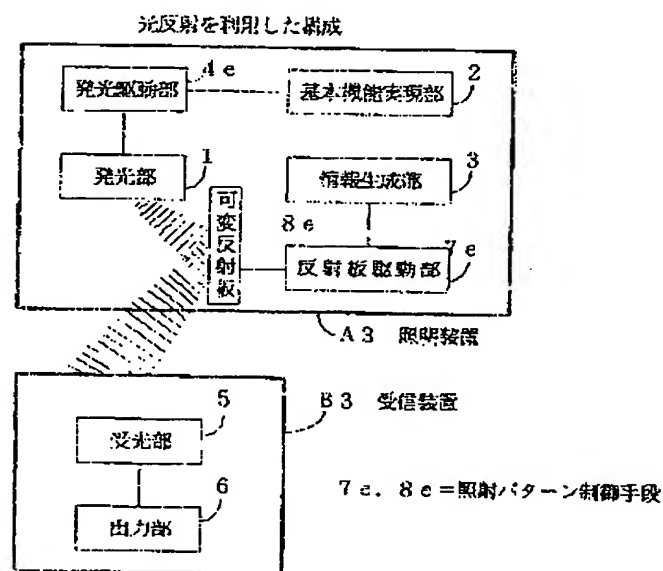 光反射を利用した構成
4e
発光駆動部
基本機能実現部
2
1
発光部
3
情報生成部
可変反射板
8e
7e
反射板駆動部
A3 照明装置
B3 受信装置
5
受光部
6
出力部
7e, 8e=照射パターン制御手段